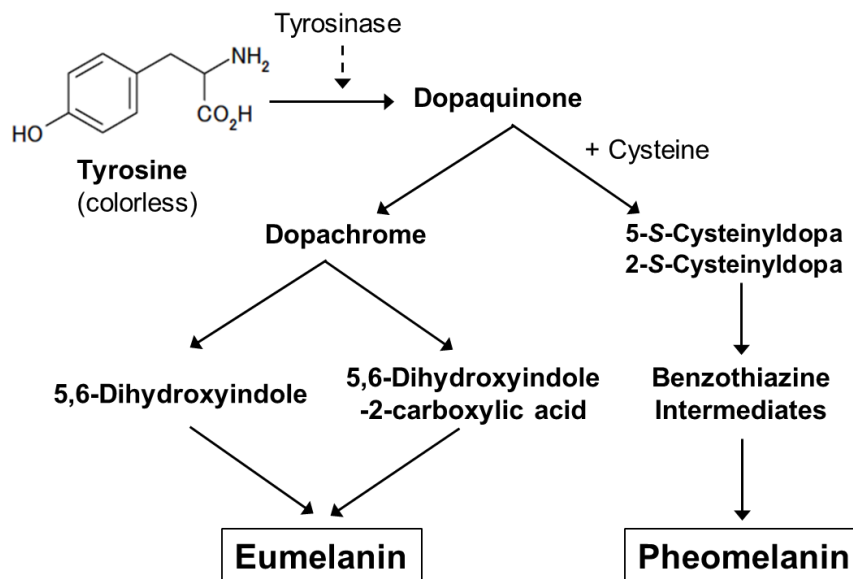 Tyrosinase
NH2
CO2H
HO
Tyrosine
(colorless)
Dopaquinone
+ Cysteine
Dopachrome
5-S-Cysteinyldopa
2-S-Cysteinyldopa
5,6-Dihydroxyindole
5,6-Dihydroxyindole
-2-carboxylic acid
Benzothiazine
Intermediates
Eumelanin
Pheomelanin